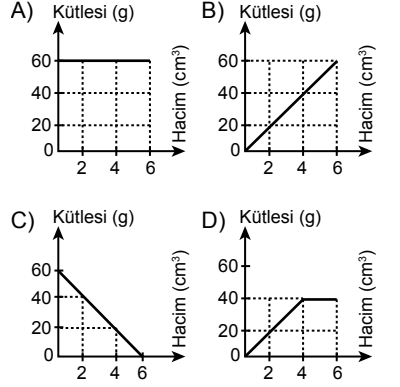 A) Kütlesi (g)
60
40
20
0
2 4 6
Hacim (cm³)
B) Kütlesi (g)
60
40
20
0
2 4 6
Hacim (cm³)
C) Kütlesi (g)
60
40
20
0
2 4 6
Hacim (cm³)
D) Kütlesi (g)
60
40
20
0
2 4 6
Hacim (cm³)